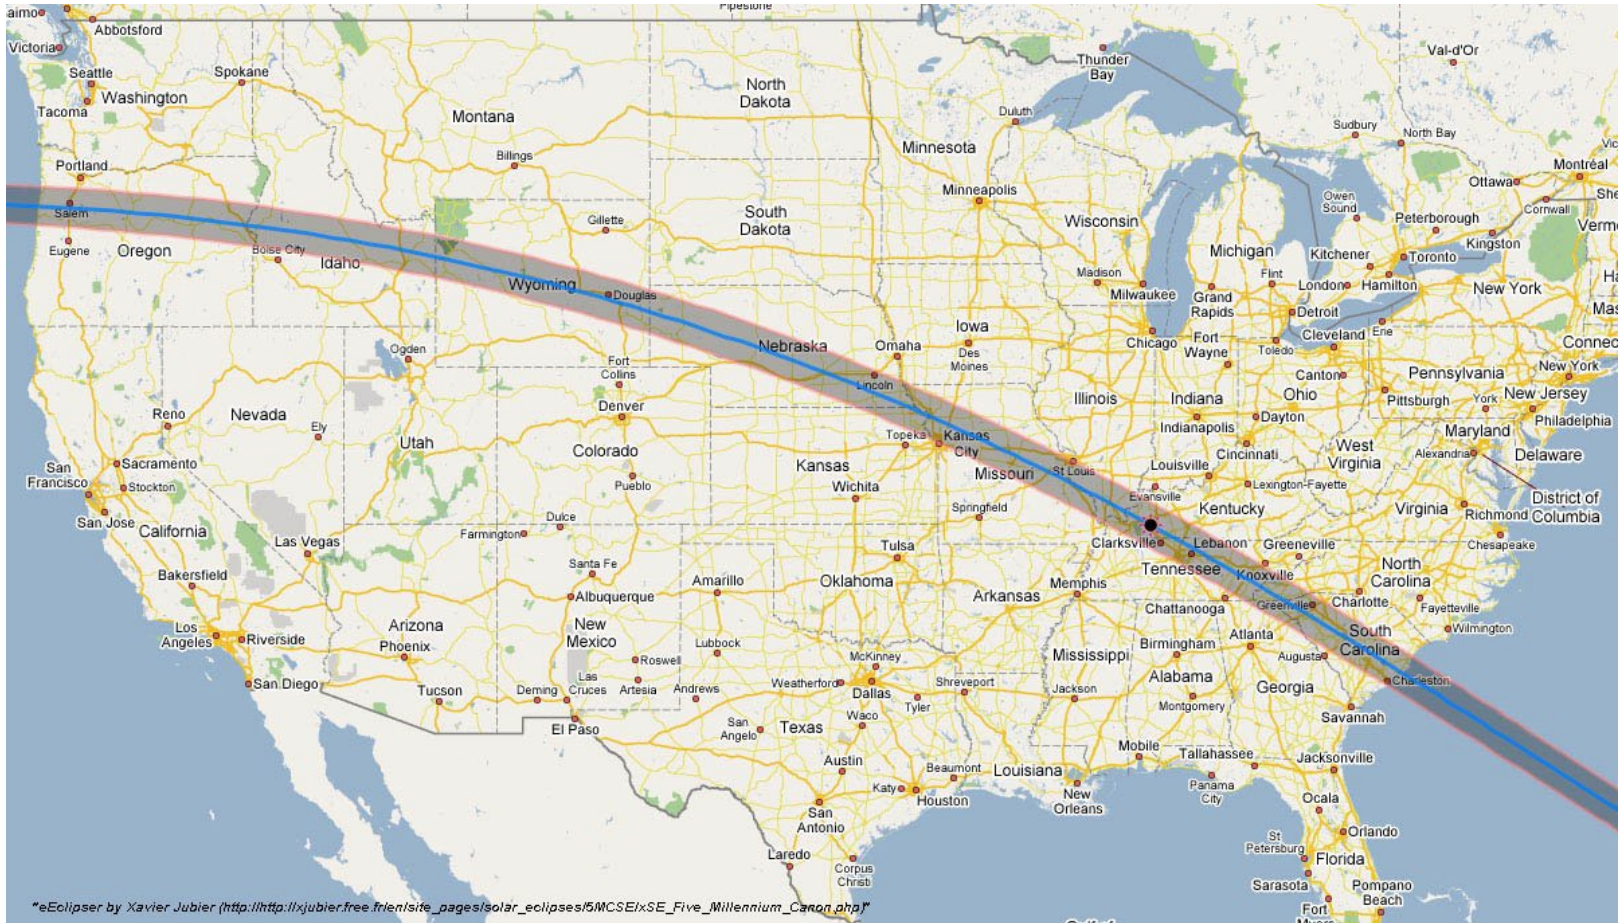 aimo
Abbotsford
Pipestone
Victoria
Thunder
Bay
Val-d'Or
Seattle
Spokane
Washington
Tacoma
North
Dakota
Montana
Duluth
Sudbury
North Bay
Minnesota
Portland
Billings
Montréal
Minneapolis
Ottawa
Owen
Sound
Cornwall
She
Salem
Gillette
South
Dakota
Wisconsin
Peterborough
Verm
Eugene
Oregon
Boise City
Idaho
Michigan
Kitchener
Kingston
Toronto
Madison
Flint
Wyoming
Douglas
Milwaukee
Grand
Rapids
London
Hamilton
New York
Ha
Mas
Detroit
Iowa
Nebraska
Omaha
Des
Moines
Chicago
Fort
Wayne
Toledo
Cleveland
Erie
Connec
Ogden
Fort
Collins
Lincoln
Canton
Pennsylvania
New York
Denver
Illinois
Indiana
Ohio
Pittsburgh
York
New Jersey
Reno
Nevada
Dayton
Philadelphia
Ely
Utah
Colorado
Topeka
Kansas
City
Indianapolis
Cincinnati
West
Virginia
Maryland
Alexandria
Delaware
San
Francisco
Sacramento
Stockton
Pueblo
Kansas
Wichita
Missouri
St Louis
Louisville
Lexington-Fayette
Evansville
District of
Columbia
San Jose
California
Dulce
Farmington
Springfield
Kentucky
Virginia
Richmond
Las Vegas
Clarksville
Lebanon
Greeneville
Chesapeake
Tulsa
Tennessee
Bakersfield
Santa Fe
Amarillo
Oklahoma
Memphis
Knoxville
North
Carolina
Albuquerque
Arkansas
Chattanooga
Greenville
Charlotte
Fayetteville
Los
Angeles
Riverside
Arizona
Phoenix
New
Mexico
Lubbock
Birmingham
Atlanta
South
Carolina
Wilmington
Roswell
McKinney
Mississippi
Augusta
San Diego
Tucson
Deming
Las
Cruces
Artesia
Andrews
Weatherford
Dallas
Shreveport
Jackson
Alabama
Montgomery
Georgia
Charleston
Tyler
Savannah
El Paso
San
Angelo
Texas
Waco
Mobile
Tallahassee
Jacksonville
Austin
Beaumont
Louisiana
Katy
Houston
New
Orleans
Panama
City
Ocala
San
Antonio
St
Petersburg
Orlando
Laredo
Corpus
Christi
Florida
Sarasota
Pompano
Beach
Fort
"eEclipser by Xavier Jubier (http://http://xjubier.free.fr/en/site_pages/solar_eclipses/5MCSE/xSE_Five_Millennium_Canon.php)"